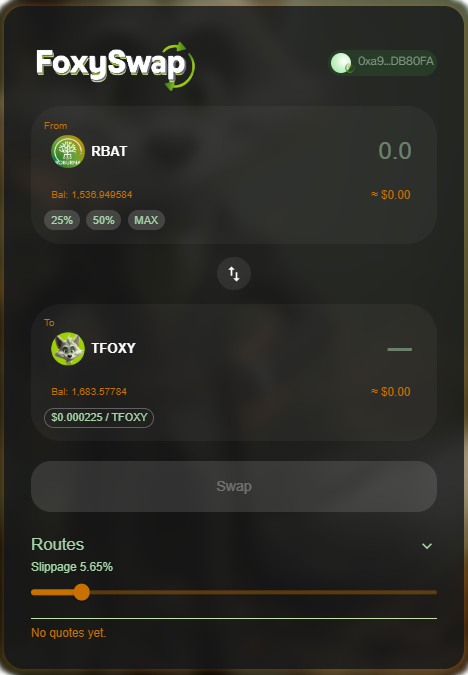 FoxySwap
0xa9...DB80FA
From
RBAT
0.0
Bal: 1,536.949584
≈ $0.00
25%
50%
MAX
To
TFOXY
—
Bal: 1,683.57784
≈ $0.00
$0.000225 / TFOXY
Swap
Routes
Slippage 5.65%
No quotes yet.